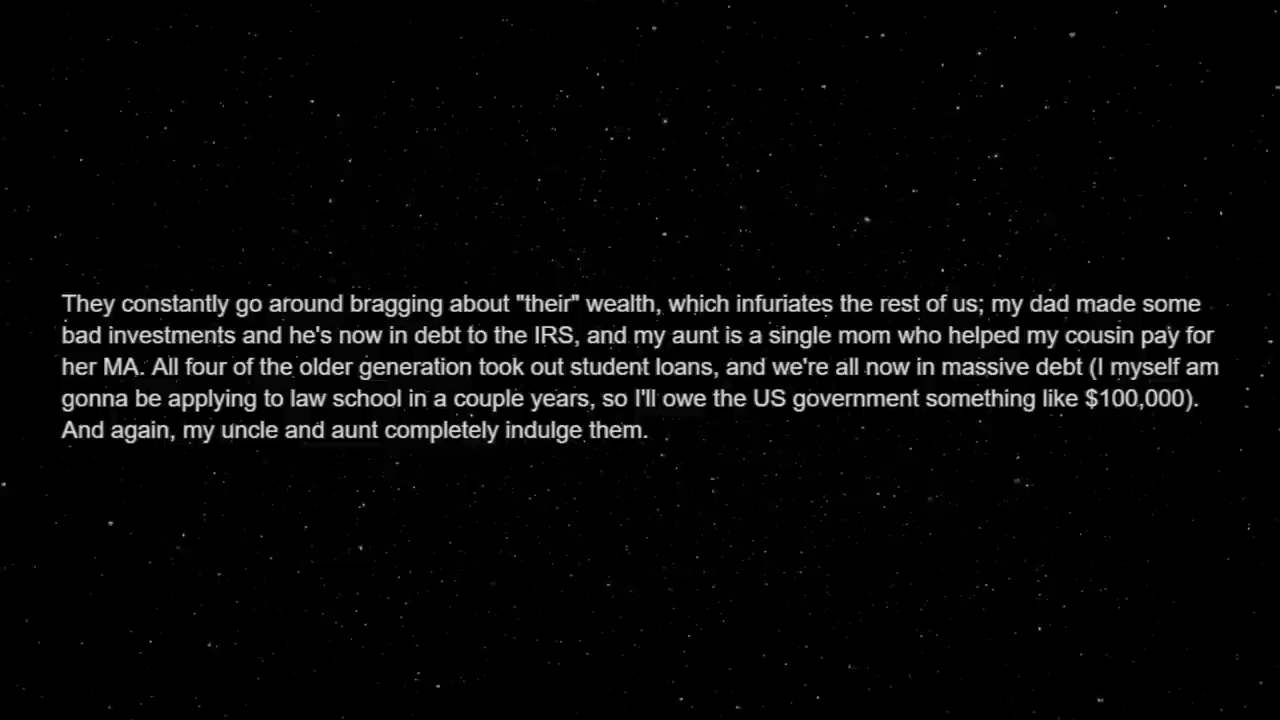 They constantly go around bragging about "their" wealth, which infuriates the rest of us; my dad made some
bad investments and he's now in debt to the IRS, and my aunt is a single mom who helped my cousin pay for
her MA. All four of the older generation took out student loans, and we're all now in massive debt (I myself am
gonna be applying to law school in a couple years, so I'll owe the US government something like $100,000).
And again, my uncle and aunt completely indulge them.